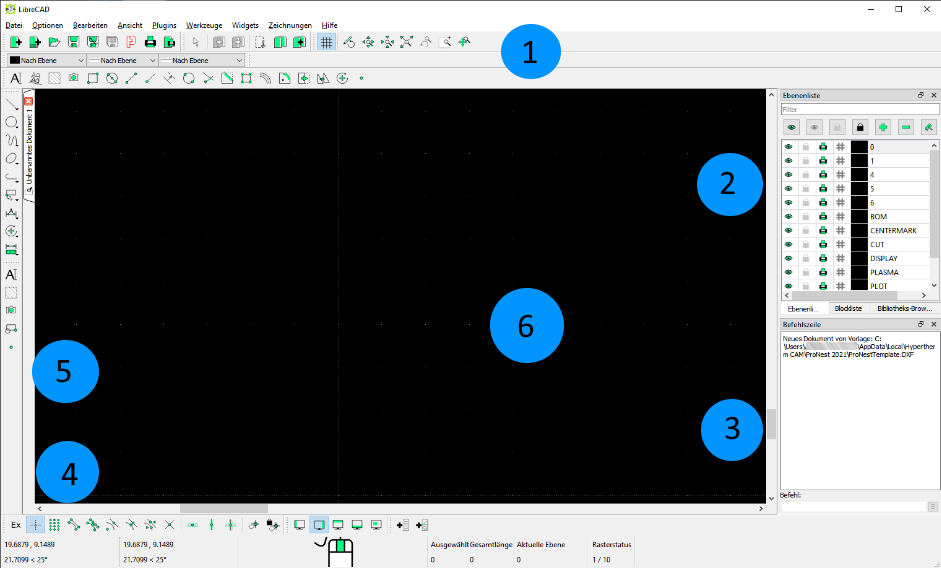 LibreCAD
Datei Optionen Bearbeiten Ansicht Plugins Werkzeuge Widgets Zeichnungen Hilfe
1
Nach Ebene Nach Ebene Nach Ebene
Unbenanntes Dokument 1
Ebenenliste
Filter
0
1
4
5
6
BOM
CENTERMARK
CUT
DISPLAY
PLASMA
PLOT
Ebenenli... Blockliste Bibliotheks-Brow...
2
6
5
3
4
Befehlszeile
Neues Dokument von Vorlage: C:
\Users\ \AppData\Local\Hyperther
m CAM\ProNest 2021\ProNestTemplate.DXF
Befehl:
Ex
19.6879 , 9.1489 19.6879 , 9.1489 Ausgewählt Gesamtlänge Aktuelle Ebene Rasterstatus
21.7099 < 25° 21.7099 < 25° 0 0 0 1 / 10